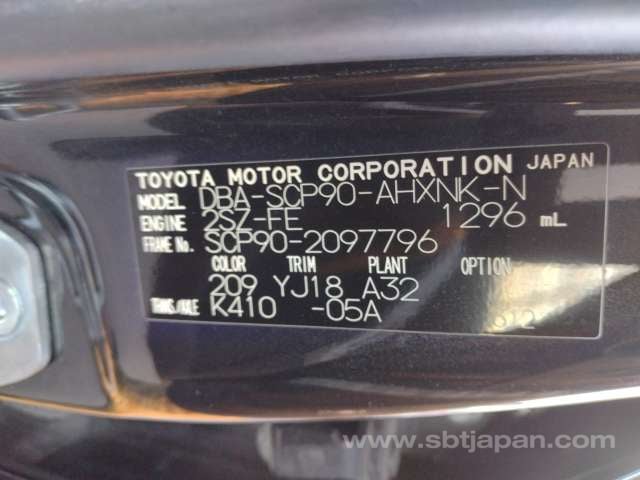 TOYOTA MOTOR CORPORATION JAPAN
MODEL DBA-SCP90-AHXNK-N
ENGINE 2SZ-FE 1296 mL
FRAME No. SCP90-2097796
COLOR TRIM PLANT OPTION
209 YJ18 A32
TRANS/AXLE K410 -05A 612
www.sbtjapan.com